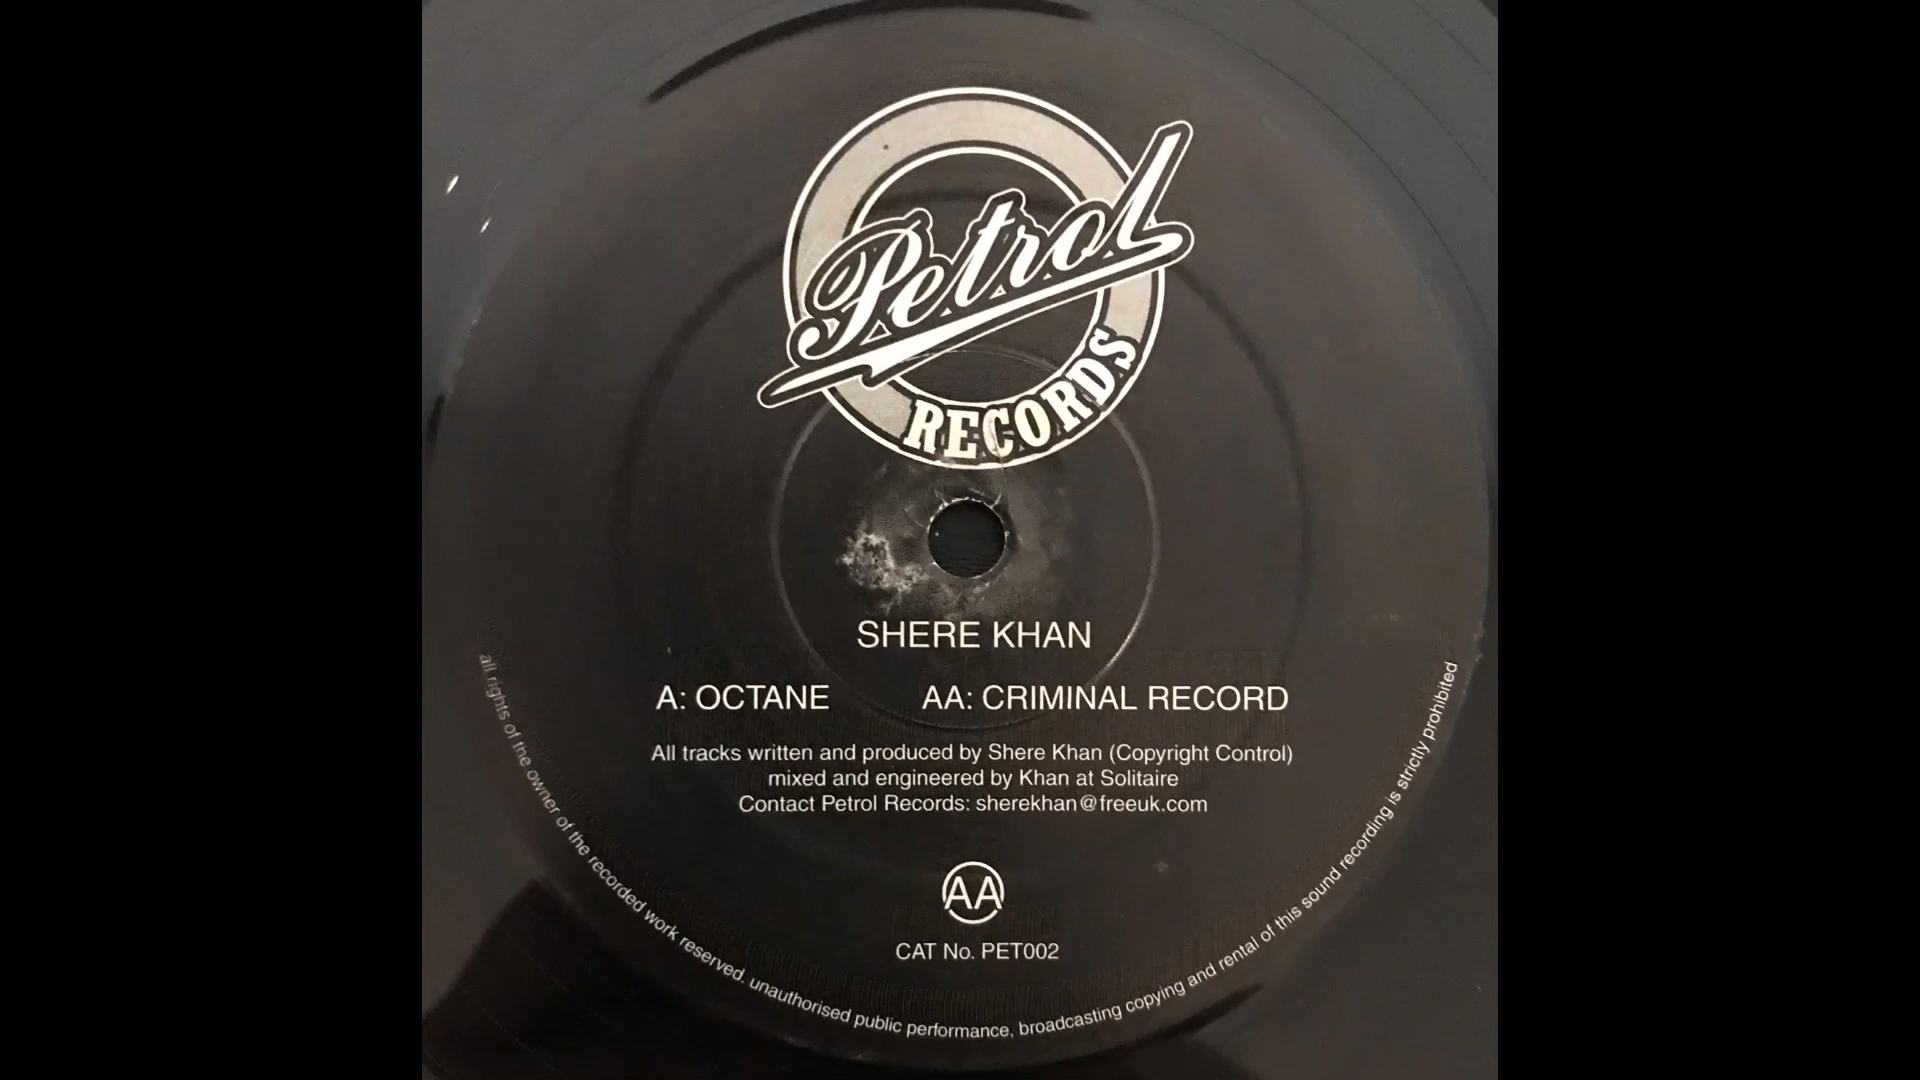 Petrol
RECORDS
SHERE KHAN
A: OCTANE AA: CRIMINAL RECORD
All tracks written and produced by Shere Khan (Copyright Control)
mixed and engineered by Khan at Solitaire
Contact Petrol Records: sherekhan@freeuk.com
AA
CAT No. PET002
all rights of the owner of the recorded work reserved. unauthorised public performance, broadcasting copying and rental of this sound recording is strictly prohibited